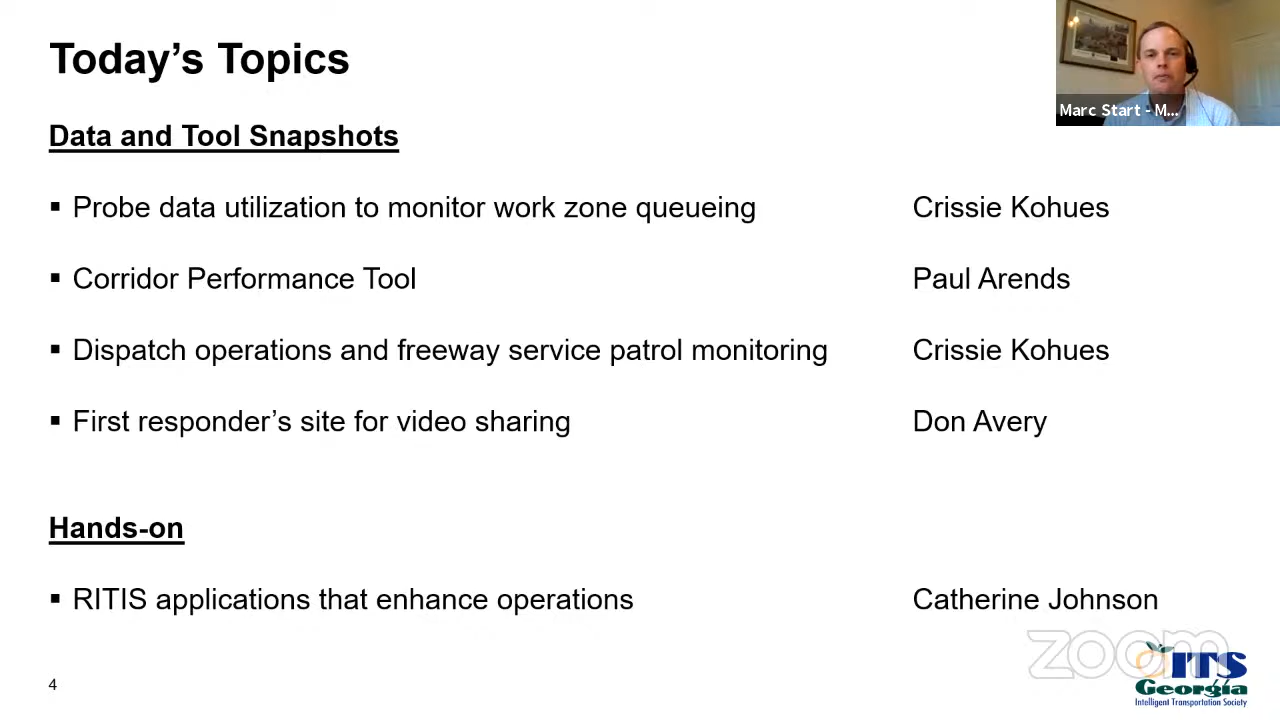 Today’s Topics
Marc Start - M...
Data and Tool Snapshots
▪ Probe data utilization to monitor work zone queueing Crissie Kohues
▪ Corridor Performance Tool Paul Arends
▪ Dispatch operations and freeway service patrol monitoring Crissie Kohues
▪ First responder’s site for video sharing Don Avery
Hands-on
▪ RITIS applications that enhance operations Catherine Johnson
zoom
ITS
Georgia
Intelligent Transportation Society
4